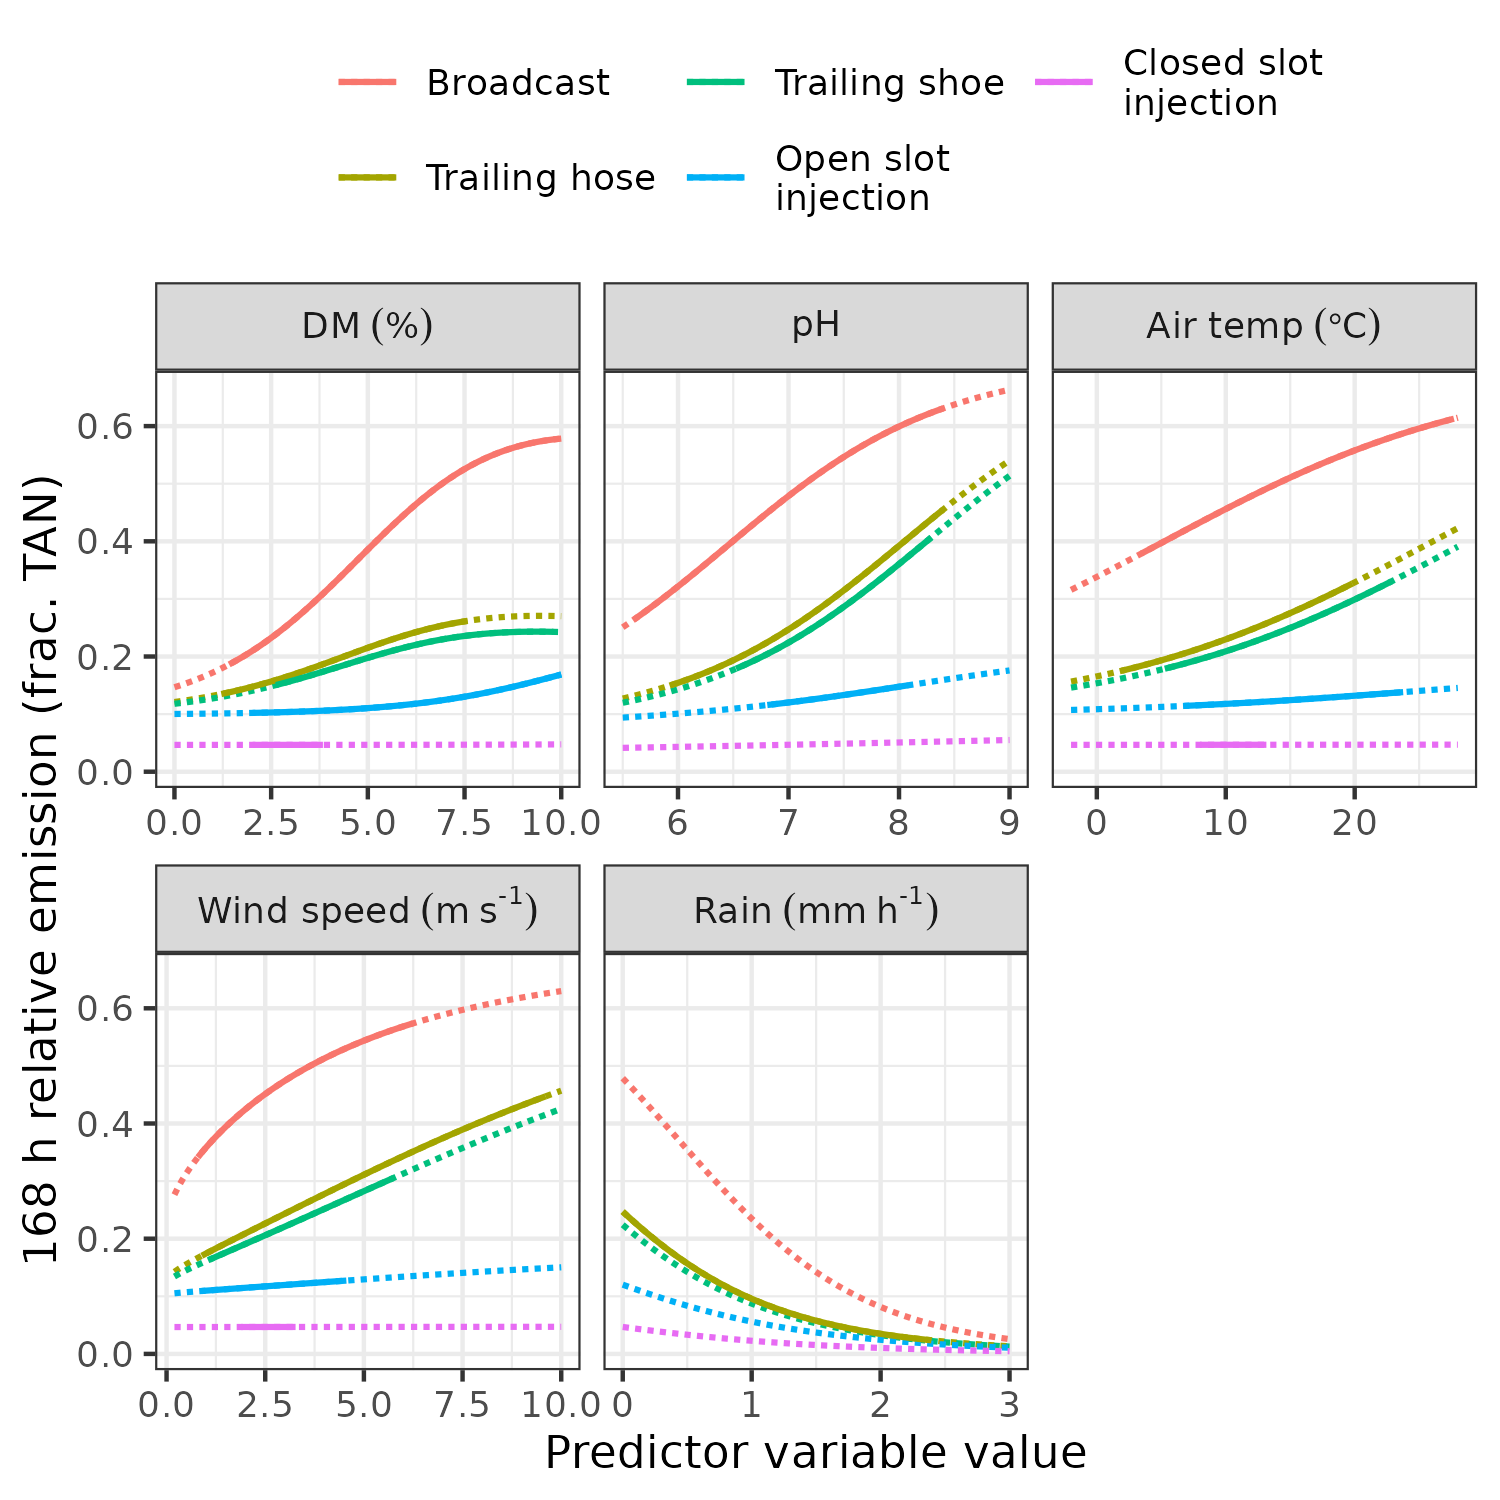 Broadcast
Trailing shoe
Closed slot
injection
Trailing hose
Open slot
injection
168 h relative emission (frac. TAN)
DM (%)
pH
Air temp (°C)
0.6
0.4
0.2
0.0
0.0 2.5 5.0 7.5 10.0
6 7 8 9
0 10 20
Wind speed (m s⁻¹)
Rain (mm h⁻¹)
0.6
0.4
0.2
0.0
0.0 2.5 5.0 7.5 10.0
0 1 2 3
Predictor variable value